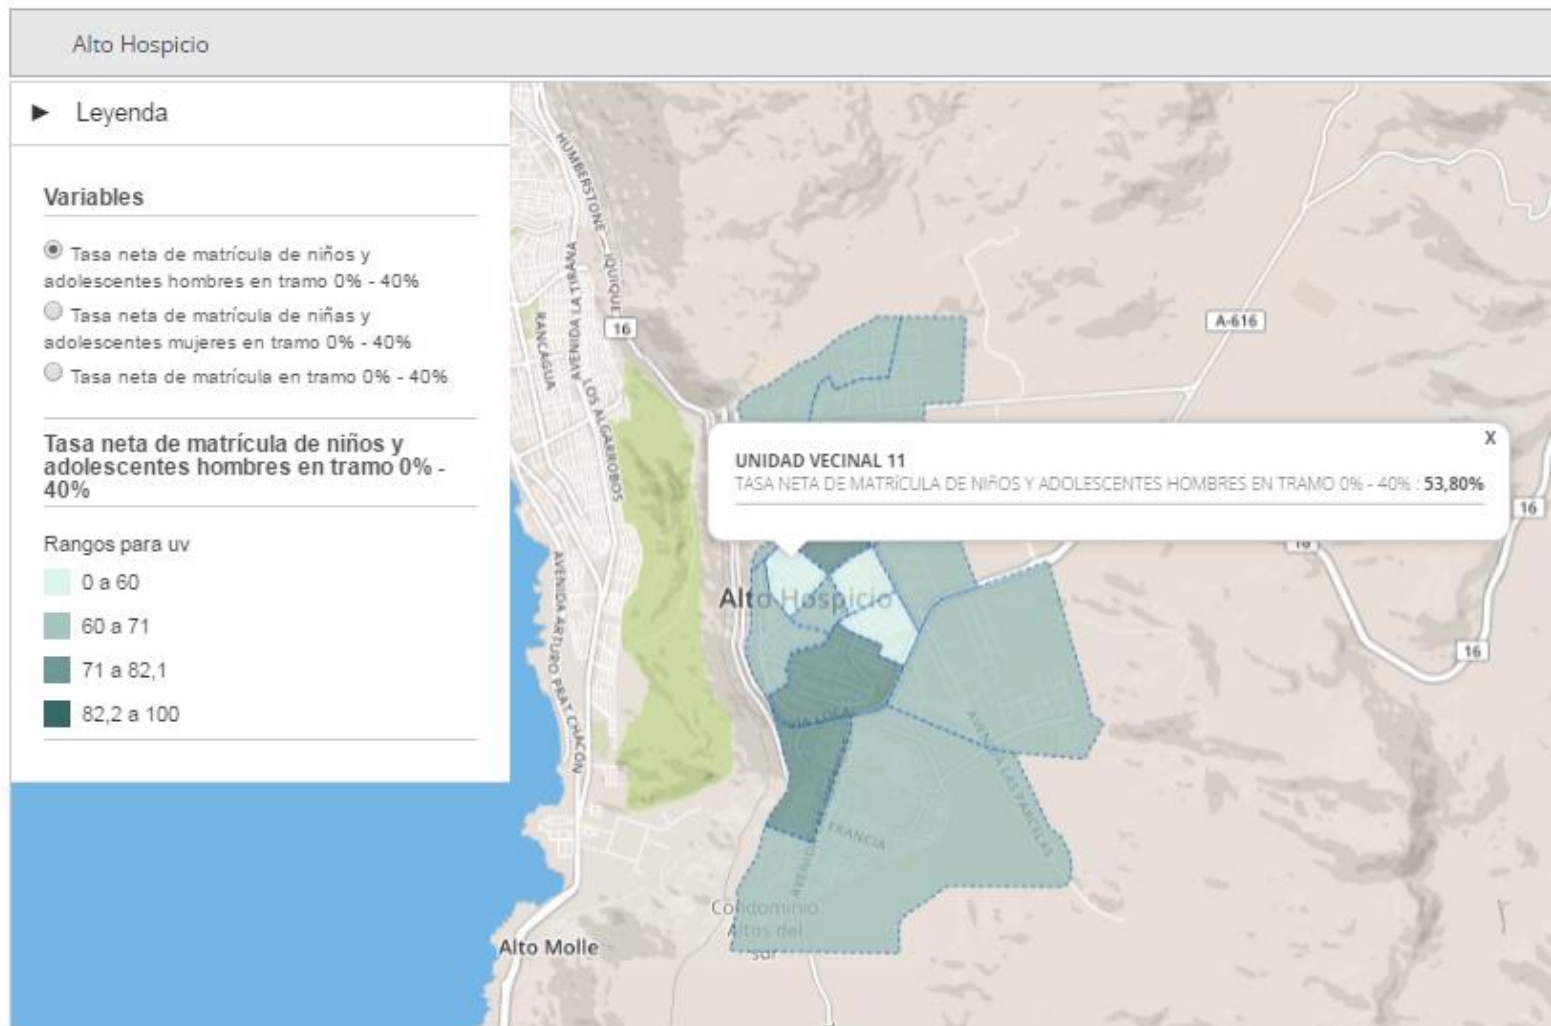 Alto Hospicio
Leyenda
Variables
Tasa neta de matrícula de niños y
adolescentes hombres en tramo 0% - 40%
Tasa neta de matrícula de niñas y
adolescentes mujeres en tramo 0% - 40%
Tasa neta de matrícula en tramo 0% - 40%
Tasa neta de matrícula de niños y
adolescentes hombres en tramo 0% -
40%
Rangos para uv
0 a 60
60 a 71
71 a 82,1
82,2 a 100
HUMBERSTONE — IQUIQUE
AVENIDA LA TIRANA
RANCAGUA
16
LOS ALGARROBOS
A-616
X
UNIDAD VECINAL 11
TASA NETA DE MATRÍCULA DE NIñOS Y ADOLESCENTES HOMBRES EN TRAMO 0% - 40% : 53,80%
16
16
Alto Hospicio
AVENIDA ARTURO PRAT CHACÓN
16
VIA LOCAL
AVENIDA LAS PARCELAS
FRANCIA
AVENIDA
Condominio
Altos del
Sur
Alto Molle